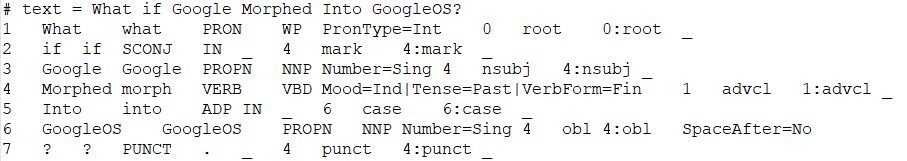 # text = What if Google Morphed Into GoogleOS?
1 What what PRON WP PronType=Int 0 root 0:root _
2 if if SCONJ IN _ 4 mark 4:mark _
3 Google Google PROPN NNP Number=Sing 4 nsubj 4:nsubj _
4 Morphed morph VERB VBD Mood=Ind|Tense=Past|VerbForm=Fin 1 advcl 1:advcl _
5 Into into ADP IN _ 6 case 6:case _
6 GoogleOS GoogleOS PROPN NNP Number=Sing 4 obl 4:obl SpaceAfter=No
7 ? ? PUNCT . _ 4 punct 4:punct _